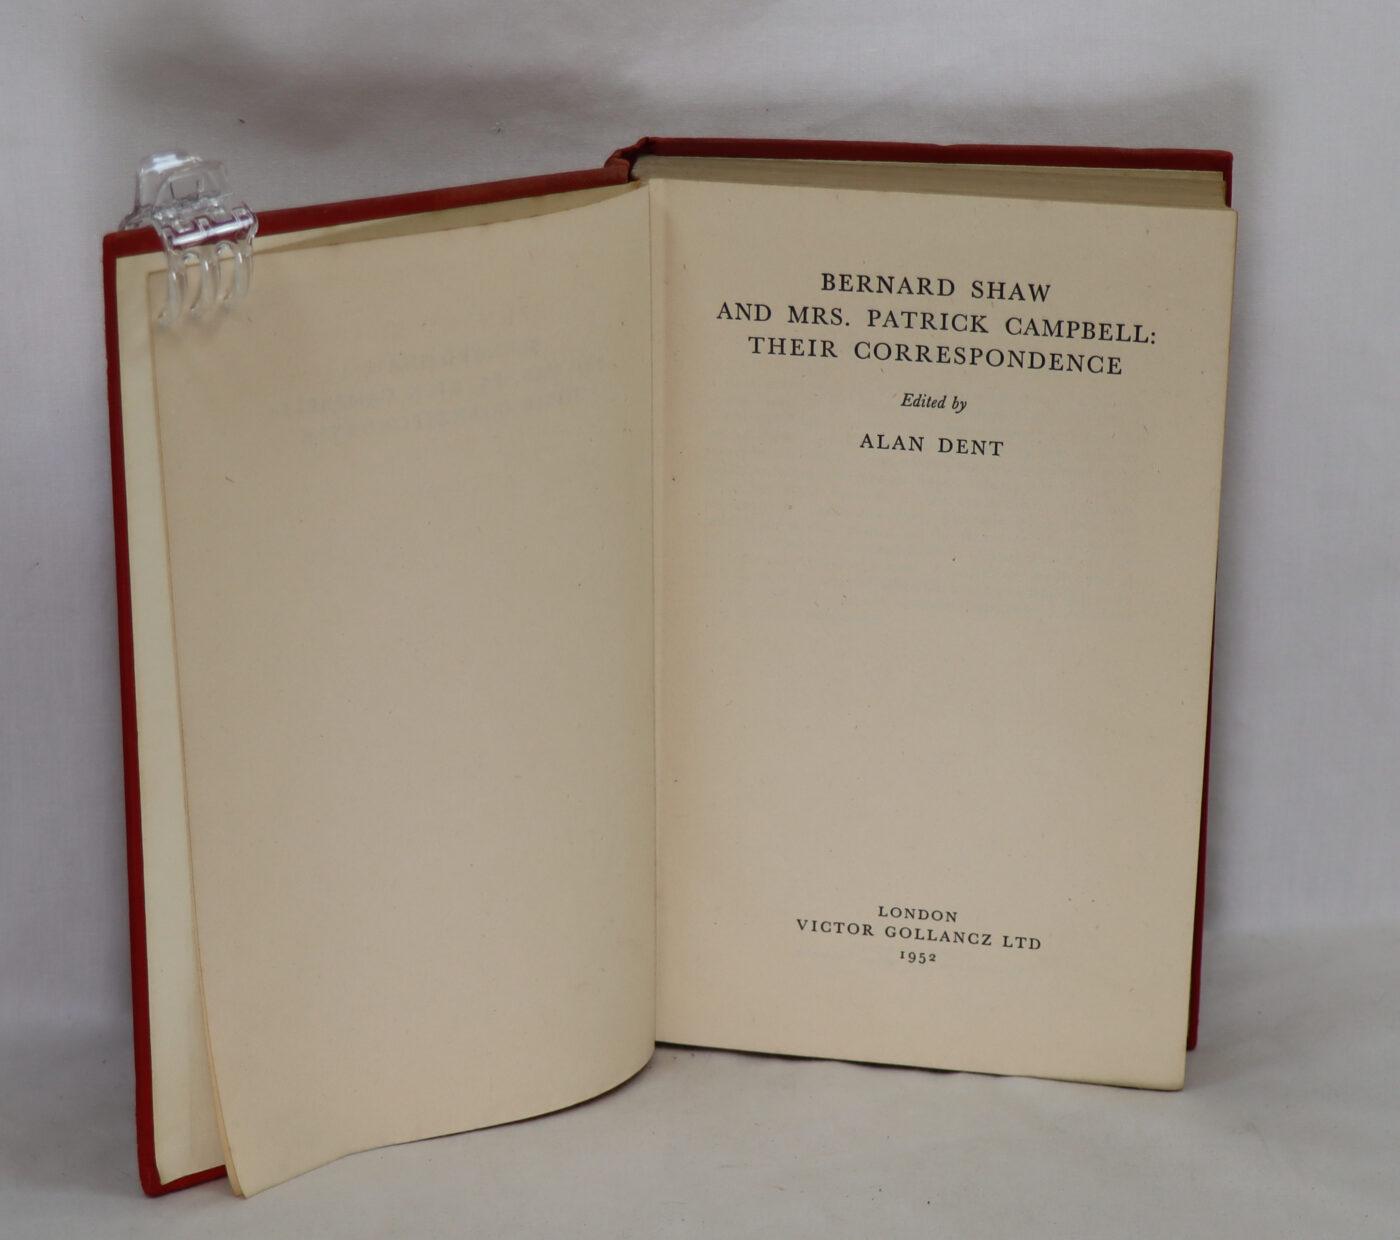 BERNARD SHAW
AND MRS. PATRICK CAMPBELL:
THEIR CORRESPONDENCE
Edited by
ALAN DENT
LONDON
VICTOR GOLLANCZ LTD
1952